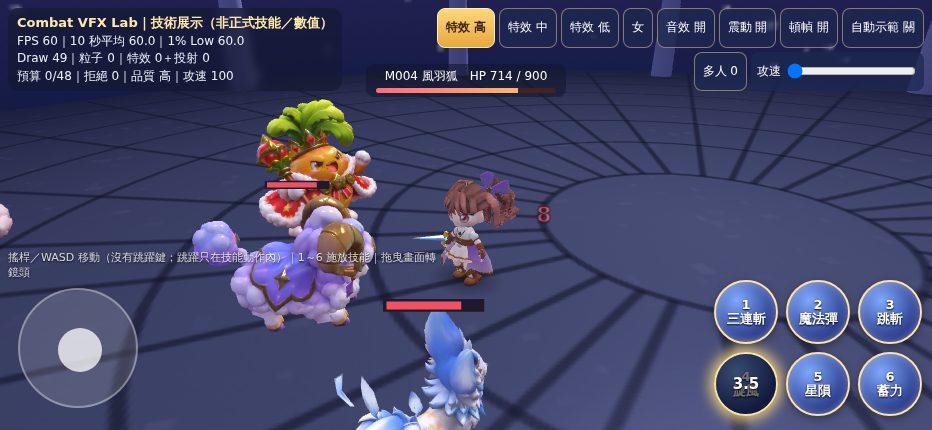 Combat VFX Lab｜技術展示（非正式技能／數值）
FPS 60｜10 秒平均 60.0｜1% Low 60.0
Draw 49｜粒子 0｜特效 0＋投射 0
預算 0/48｜拒絕 0｜品質 高｜攻速 100
特效 高
特效 中
特效 低
女
音效 開
震動 開
頓幀 開
自動示範 關
多人 0
攻速
M004 風羽狐 HP 714 / 900
8
搖桿／WASD 移動（沒有跳躍鍵；跳躍只在技能動作內）｜1～6 施放技能｜拖曳畫面轉
鏡頭
1
三連斬
2
魔法彈
3
跳斬
4
旋風
3.5
5
星隕
6
蓄力